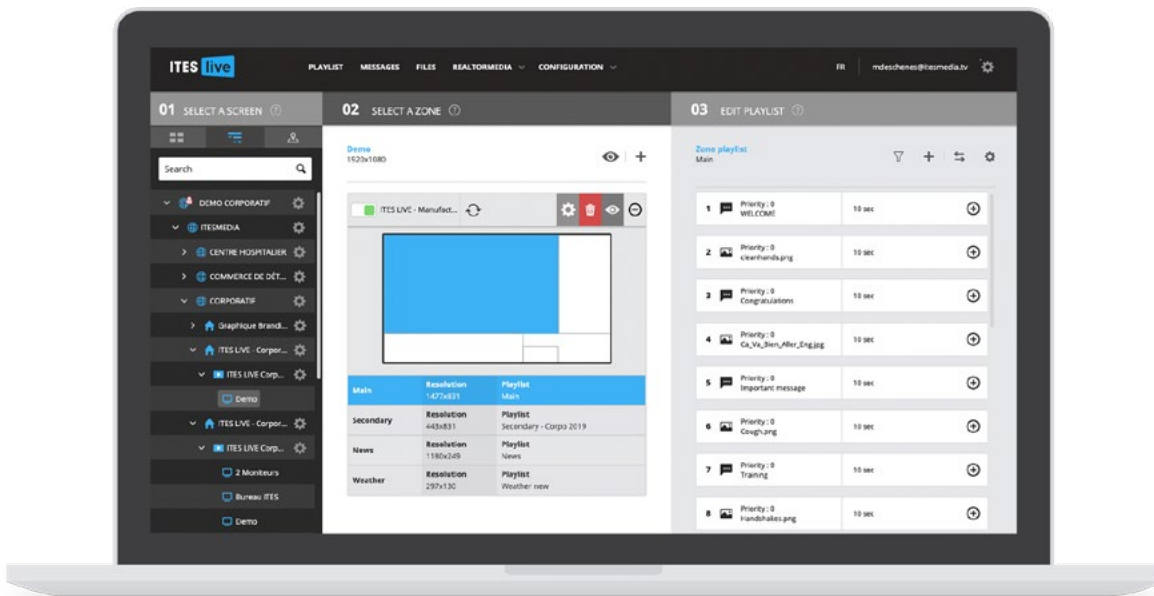 ITES live
PLAYLIST MESSAGES FILES REALTORMEDIA CONFIGURATION
FR mdeschenes@itesmedia.tv
01 SELECT A SCREEN
02 SELECT A ZONE
03 EDIT PLAYLIST
Search
DEMO CORPORATIF
ITESMEDIA
CENTRE HOSPITALIER
COMMERCE DE DÉT...
CORPORATIF
Graphique Brandi...
ITES LIVE - Corpor...
ITES LIVE Corp...
Demo
ITES LIVE - Corpor...
ITES LIVE Corp...
2 Moniteurs
Bureau ITES
Demo
Demo
1920x1080
ITES LIVE - Manufact...
Main Resolution Playlist
1477x831 Main
Secondary Resolution Playlist
443x831 Secondary - Corpo 2019
News Resolution Playlist
1180x249 News
Weather Resolution Playlist
297x130 Weather new
Zone playlist
Main
1 Priority : 0 10 sec
WELCOME
2 Priority : 0 10 sec
cleanhands.png
3 Priority : 0 10 sec
Congratulations
4 Priority : 0 10 sec
Ca_Va_Bien_Aller_Eng.jpg
5 Priority : 0 10 sec
Important message
6 Priority : 0 10 sec
Cough.png
7 Priority : 0 10 sec
Training
8 Priority : 0 10 sec
Handshakes.png